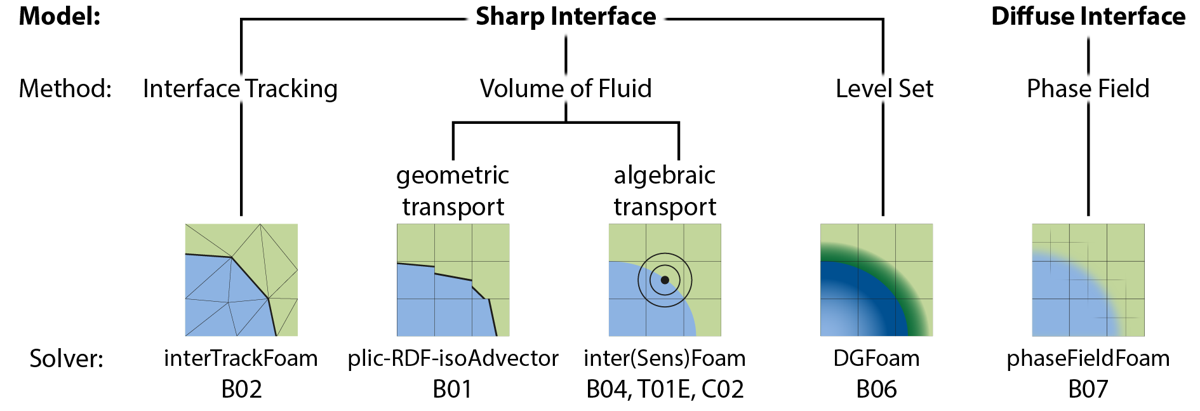 Model: Sharp Interface Diffuse Interface
Method: Interface Tracking Volume of Fluid Level Set Phase Field
geometric algebraic
transport transport
Solver: interTrackFoam plic-RDF-isoAdvector inter(Sens)Foam DGFoam phaseFieldFoam
B02 B01 B04, T01E, C02 B06 B07